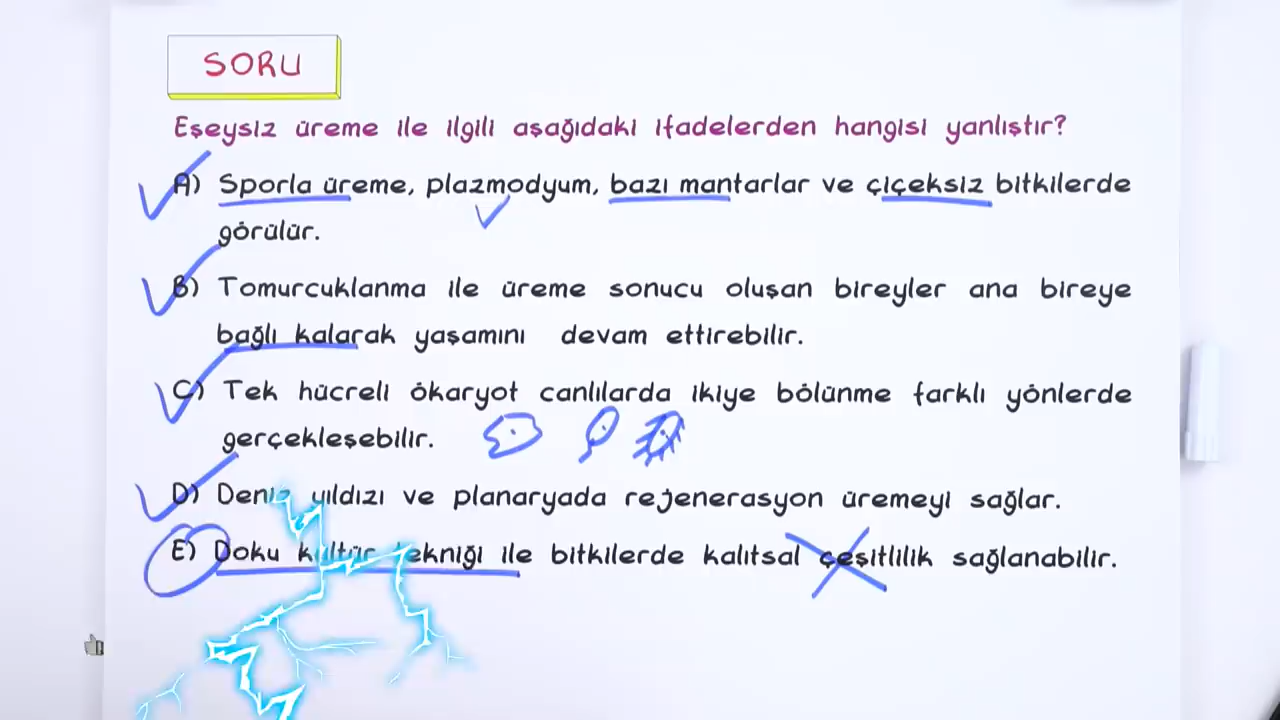 SORU
Eşeysiz üreme ile ilgili aşağıdaki ifadelerden hangisi yanlıştır?
A) Sporla üreme, plazmodyum, bazı mantarlar ve çiçeksiz bitkilerde
görülür.
B) Tomurcuklanma ile üreme sonucu oluşan bireyler ana bireye
bağlı kalarak yaşamını devam ettirebilir.
C) Tek hücreli ökaryot canlılarda ikiye bölünme farklı yönlerde
gerçekleşebilir.
D) Deniz yıldızı ve planaryada rejenerasyon üremeyi sağlar.
E) Doku kültür tekniği ile bitkilerde kalıtsal çeşitlilik sağlanabilir.